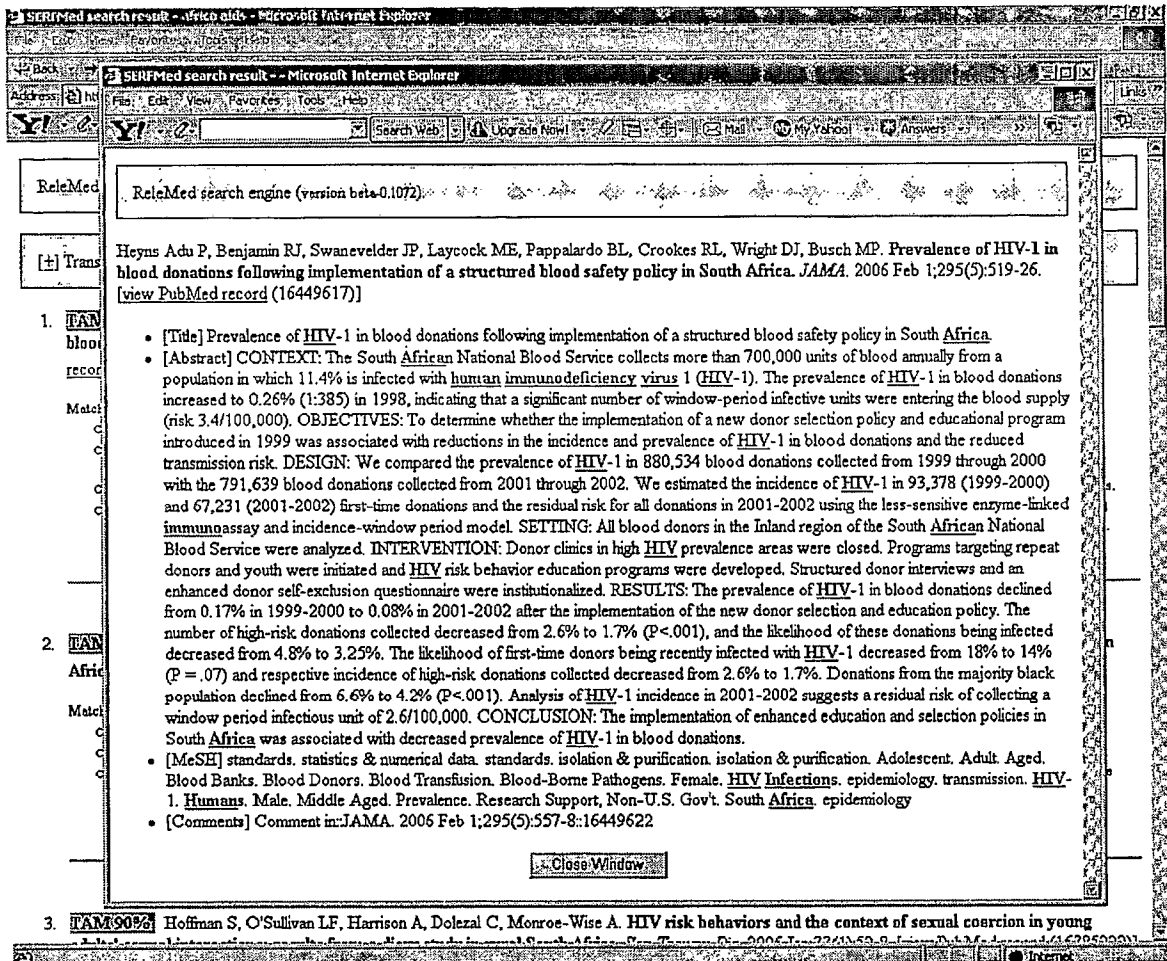 SERFMed search result - africa aids - Microsoft Internet Explorer
SERFMed search result - - Microsoft Internet Explorer
File Edit View Favorites Tools Help
Back
Address
Links
Y! Search Web Upgrade Now! Mail My Yahoo! Answers
ReleMed
ReleMed search engine (version beta-0.1072)
[+] Trans
Heyns Adu P, Benjamin RJ, Swanevelder JP, Laycock ME, Pappalardo BL, Crookes RL, Wright DJ, Busch MP. Prevalence of HIV-1 in
blood donations following implementation of a structured blood safety policy in South Africa. JAMA. 2006 Feb 1;295(5):519-26.
[view PubMed record (16449617)]
• [Title] Prevalence of HIV-1 in blood donations following implementation of a structured blood safety policy in South Africa.
• [Abstract] CONTEXT: The South African National Blood Service collects more than 700,000 units of blood annually from a
population in which 11.4% is infected with human immunodeficiency virus 1 (HIV-1). The prevalence of HIV-1 in blood donations
increased to 0.26% (1:385) in 1998, indicating that a significant number of window-period infective units were entering the blood supply
(risk 3.4/100,000). OBJECTIVES: To determine whether the implementation of a new donor selection policy and educational program
introduced in 1999 was associated with reductions in the incidence and prevalence of HIV-1 in blood donations and the reduced
transmission risk. DESIGN: We compared the prevalence of HIV-1 in 880,534 blood donations collected from 1999 through 2000
with the 791,639 blood donations collected from 2001 through 2002. We estimated the incidence of HIV-1 in 93,378 (1999-2000)
and 67,231 (2001-2002) first-time donations and the residual risk for all donations in 2001-2002 using the less-sensitive enzyme-linked
immunoassay and incidence-window period model. SETTING: All blood donors in the Inland region of the South African National
Blood Service were analyzed. INTERVENTION: Donor clinics in high HIV prevalence areas were closed. Programs targeting repeat
donors and youth were initiated and HIV risk behavior education programs were developed. Structured donor interviews and an
enhanced donor self-exclusion questionnaire were institutionalized. RESULTS: The prevalence of HIV-1 in blood donations declined
from 0.17% in 1999-2000 to 0.08% in 2001-2002 after the implementation of the new donor selection and education policy. The
number of high-risk donations collected decreased from 2.6% to 1.7% (P<.001), and the likelihood of these donations being infected
decreased from 4.8% to 3.25%. The likelihood of first-time donors being recently infected with HIV-1 decreased from 18% to 14%
(P = .07) and respective incidence of high-risk donations collected decreased from 2.6% to 1.7%. Donations from the majority black
population declined from 6.6% to 4.2% (P<.001). Analysis of HIV-1 incidence in 2001-2002 suggests a residual risk of collecting a
window period infectious unit of 2.6/100,000. CONCLUSION: The implementation of enhanced education and selection policies in
South Africa was associated with decreased prevalence of HIV-1 in blood donations.
• [MeSH] standards. statistics & numerical data. standards. isolation & purification. isolation & purification. Adolescent. Adult. Aged.
Blood Banks. Blood Donors. Blood Transfusion. Blood-Borne Pathogens. Female. HIV Infections. epidemiology. transmission. HIV-
1. Humans. Male. Middle Aged. Prevalence. Research Support, Non-U.S. Gov't. South Africa. epidemiology
• [Comments] Comment in:JAMA. 2006 Feb 1;295(5):557-8::16449622
Close Window
1. TAM
bloo
recor
Matcl
2. TAM
Afric
Matcl
3. TAM 90% Hoffman S, O'Sullivan LF, Harrison A, Dolezal C, Monroe-Wise A. HIV risk behaviors and the context of sexual coercion in young
Internet